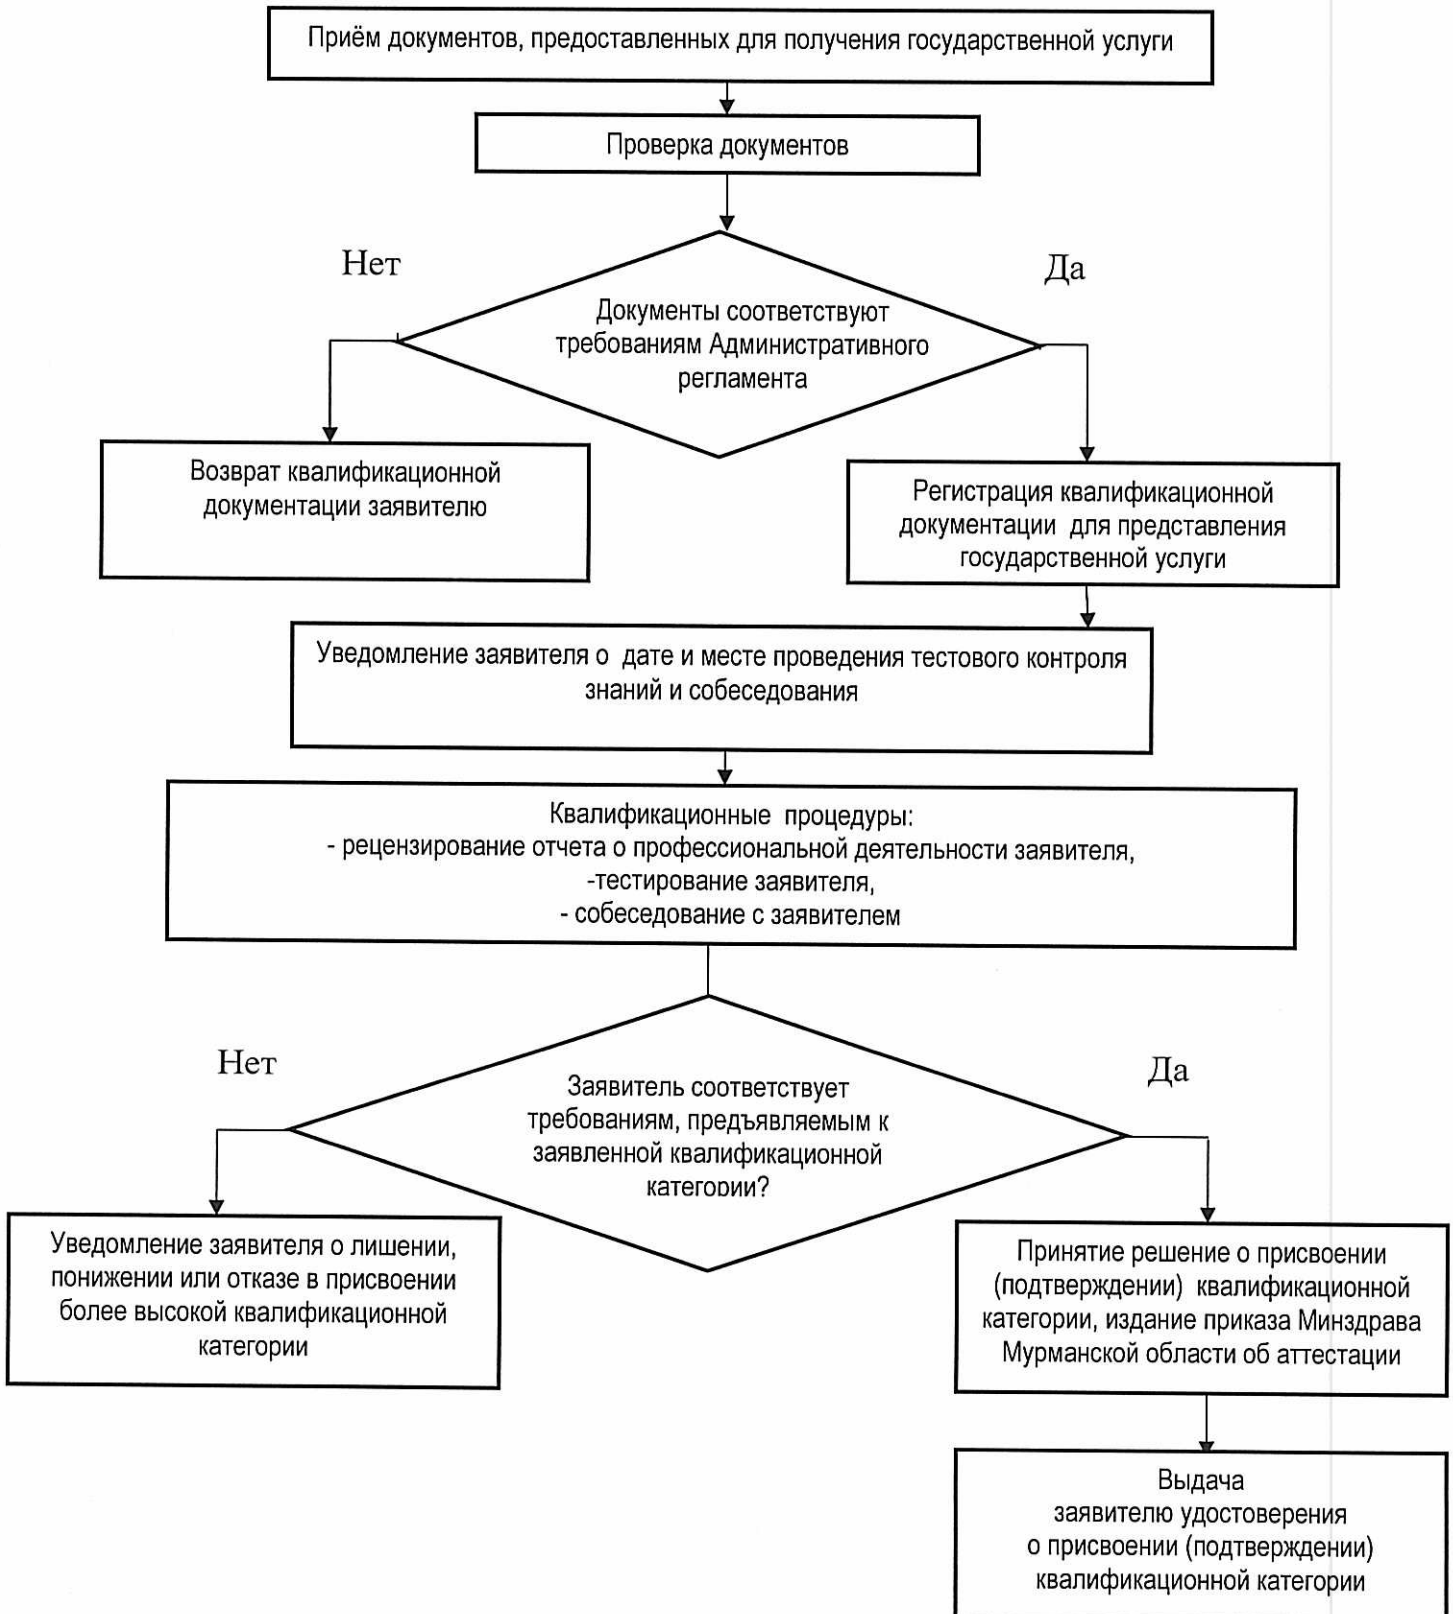 Приём документов, предоставленных для получения государственной услуги
Проверка документов
Нет
Да
Документы соответствуют
требованиям Административного
регламента
Возврат квалификационной
документации заявителю
Регистрация квалификационной
документации для представления
государственной услуги
Уведомление заявителя о дате и месте проведения тестового контроля
знаний и собеседования
Квалификационные процедуры:
- рецензирование отчета о профессиональной деятельности заявителя,
-тестирование заявителя,
- собеседование с заявителем
Нет
Да
Заявитель соответствует
требованиям, предъявляемым к
заявленной квалификационной
категории?
Уведомление заявителя о лишении,
понижении или отказе в присвоении
более высокой квалификационной
категории
Принятие решение о присвоении
(подтверждении) квалификационной
категории, издание приказа Минздрава
Мурманской области об аттестации
Выдача
заявителю удостоверения
о присвоении (подтверждении)
квалификационной категории